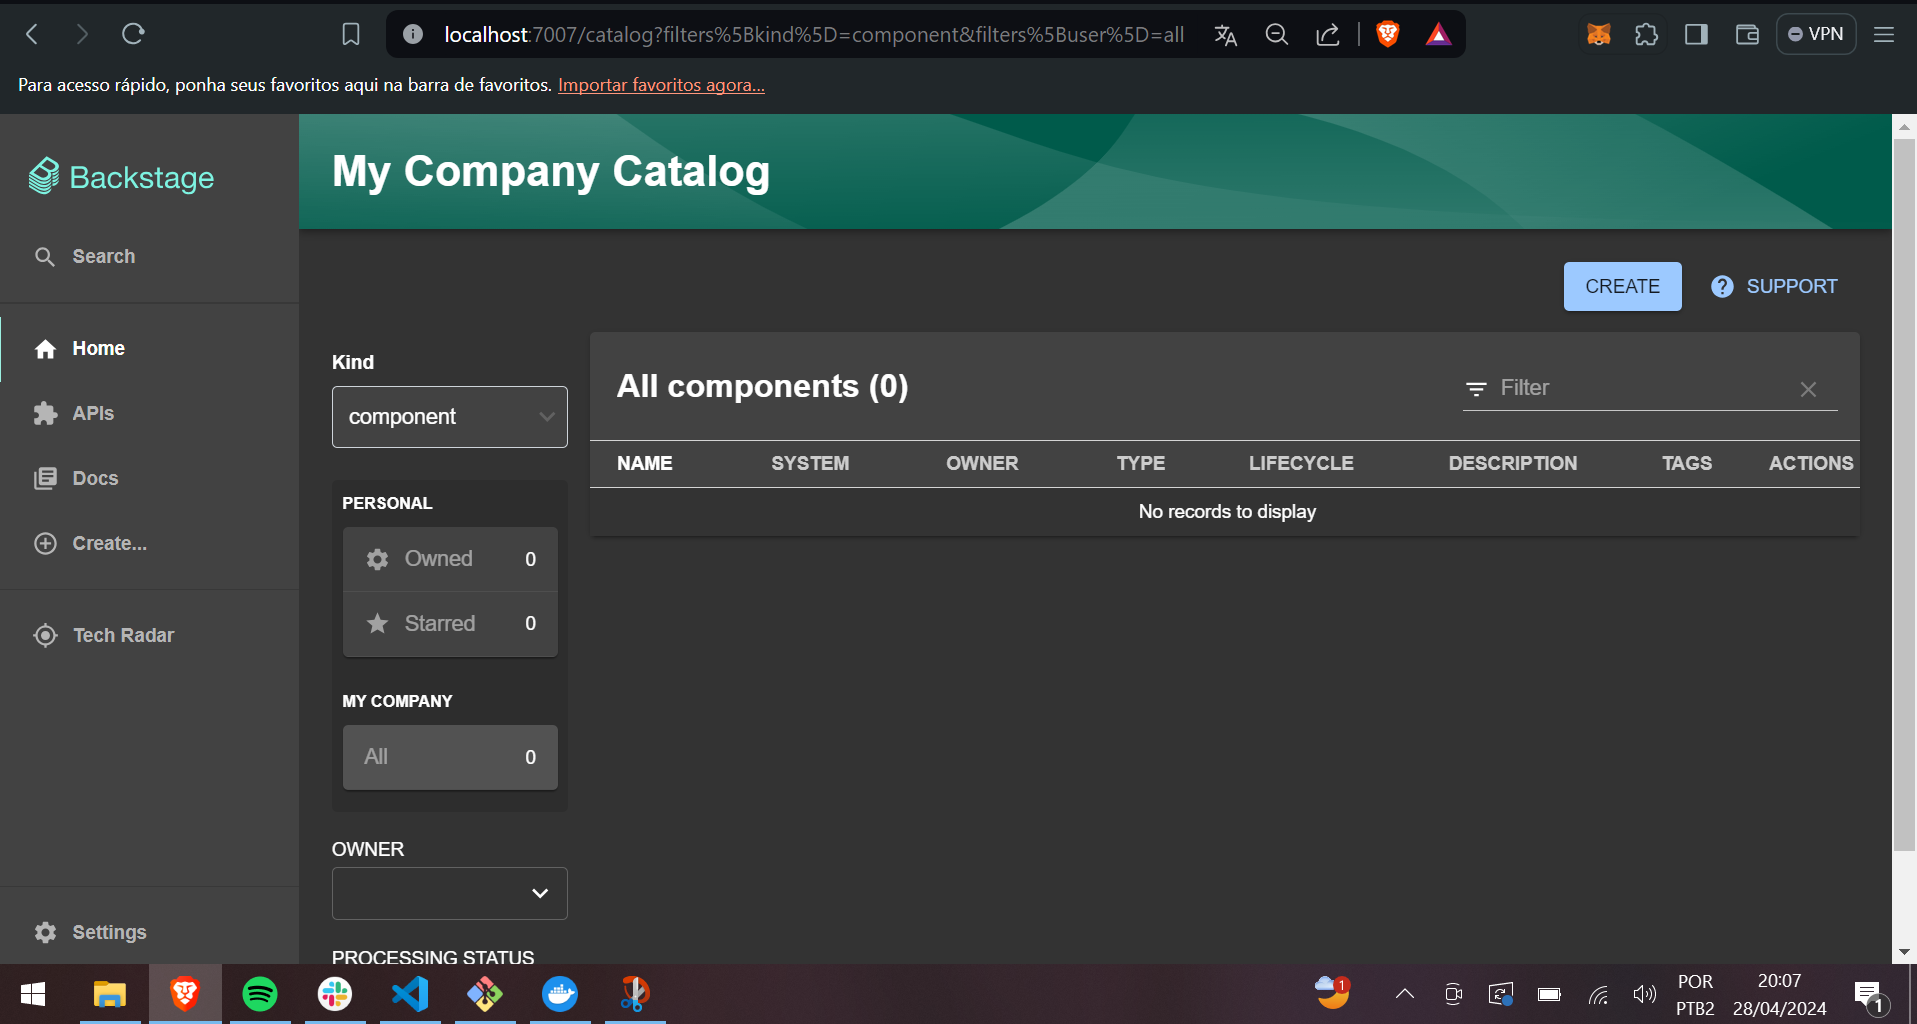 localhost:7007/catalog?filters%5Bkind%5D=component&filters%5Buser%5D=all
VPN
Para acesso rápido, ponha seus favoritos aqui na barra de favoritos. Importar favoritos agora...
Backstage
Search
Home
APIs
Docs
Create...
Tech Radar
Settings
My Company Catalog
CREATE
? SUPPORT
Kind
component
PERSONAL
Owned 0
Starred 0
MY COMPANY
All 0
OWNER
PROCESSING STATUS
All components (0)
Filter
NAME SYSTEM OWNER TYPE LIFECYCLE DESCRIPTION TAGS ACTIONS
No records to display
1
POR
PTB2
20:07
28/04/2024
1